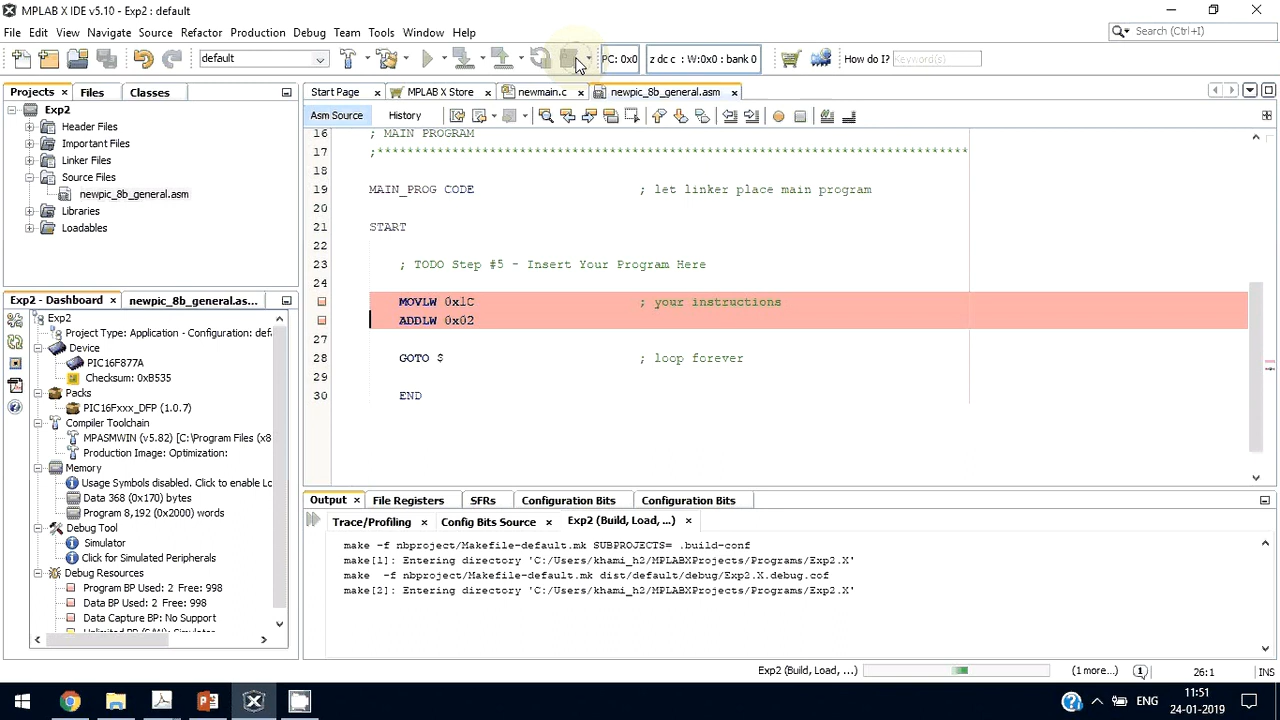 MPLAB X IDE v5.10 - Exp2 : default
File Edit View Navigate Source Refactor Production Debug Team Tools Window Help
Search (Ctrl+I)
default
PC: 0x0
z dc c : W:0x0 : bank 0
How do I? Keyword(s)
Projects Files Classes
Start Page MPLAB X Store newmain.c newpic_8b_general.asm
Asm Source History
Exp2
Header Files
Important Files
Linker Files
Source Files
newpic_8b_general.asm
Libraries
Loadables
16 ; MAIN PROGRAM
17 ;*******************************************************************************
18
19 MAIN_PROG CODE ; let linker place main program
20
21 START
22
23 ; TODO Step #5 - Insert Your Program Here
24
MOVLW 0x1C ; your instructions
ADDLW 0x02
27
28 GOTO $ ; loop forever
29
30 END
Exp2 - Dashboard newpic_8b_general.as...
Exp2
Project Type: Application - Configuration: defa
Device
PIC16F877A
Checksum: 0xB535
Packs
PIC16Fxxx_DFP (1.0.7)
Compiler Toolchain
MPASMWIN (v5.82) [C:\Program Files (x8
Production Image: Optimization:
Memory
Usage Symbols disabled. Click to enable Lo
Data 368 (0x170) bytes
Program 8,192 (0x2000) words
Debug Tool
Simulator
Click for Simulated Peripherals
Debug Resources
Program BP Used: 2 Free: 998
Data BP Used: 2 Free: 998
Data Capture BP: No Support
Output File Registers SFRs Configuration Bits Configuration Bits
Trace/Profiling Config Bits Source Exp2 (Build, Load, ...)
make -f nbproject/Makefile-default.mk SUBPROJECTS= .build-conf
make[1]: Entering directory 'C:/Users/khami_h2/MPLABXProjects/Programs/Exp2.X'
make -f nbproject/Makefile-default.mk dist/default/debug/Exp2.X.debug.cof
make[2]: Entering directory 'C:/Users/khami_h2/MPLABXProjects/Programs/Exp2.X'
Exp2 (Build, Load, ...) (1 more...) 1 26:1 INS
ENG
11:51
24-01-2019